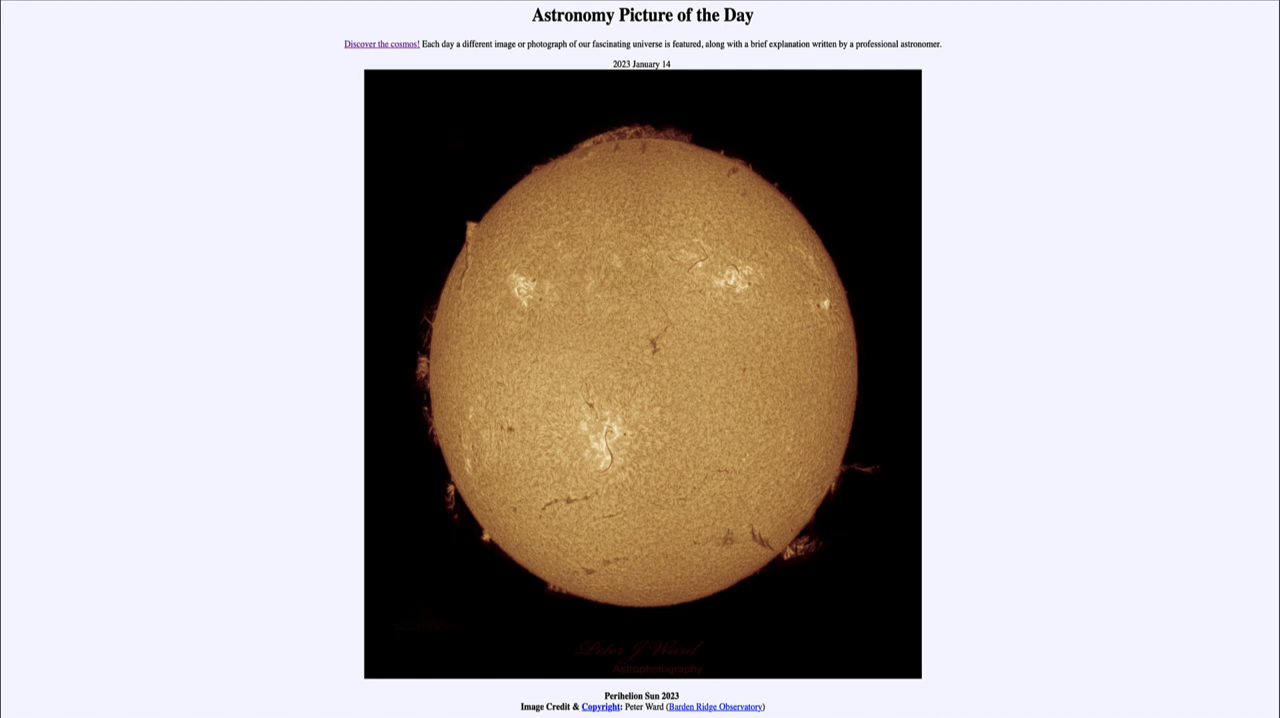 Astronomy Picture of the Day
Discover the cosmos! Each day a different image or photograph of our fascinating universe is featured, along with a brief explanation written by a professional astronomer.
2023 January 14
Peter J Ward
Astrophotography
Perihelion Sun 2023
Image Credit & Copyright: Peter Ward (Barden Ridge Observatory)